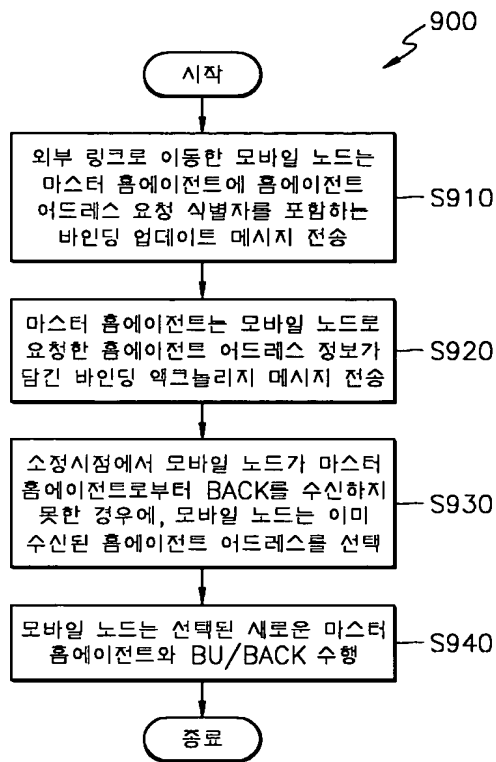 900
시작
외부 링크로 이동한 모바일 노드는
마스터 홈에이전트에 홈에이전트
어드레스 요청 식별자를 포함하는
바인딩 업데이트 메시지 전송
S910
마스터 홈에이전트는 모바일 노드로
요청한 홈에이전트 어드레스 정보가
담긴 바인딩 액크놀리지 메시지 전송
S920
소정시점에서 모바일 노드가 마스터
홈에이전트로부터 BACK를 수신하지
못한 경우에, 모바일 노드는 이미
수신된 홈에이전트 어드레스를 선택
S930
모바일 노드는 선택된 새로운 마스터
홈에이전트와 BU/BACK 수행
S940
종료